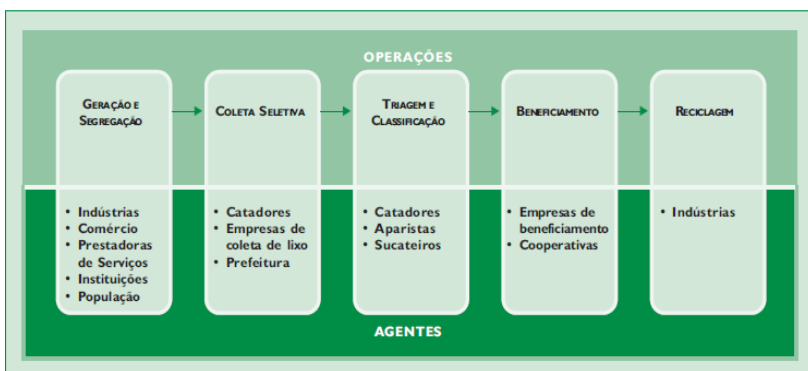 OPERAÇÕES
GERAÇÃO E
SEGREGAÇÃO
COLETA SELETIVA
TRIAGEM E
CLASSIFICAÇÃO
BENEFICIAMENTO
RECICLAGEM
• Indústrias
• Comércio
• Prestadoras
de Serviços
• Instituições
• População
• Catadores
• Empresas de
coleta de lixo
• Prefeitura
• Catadores
• Aparistas
• Sucateiros
• Empresas de
beneficiamento
• Cooperativas
• Indústrias
AGENTES